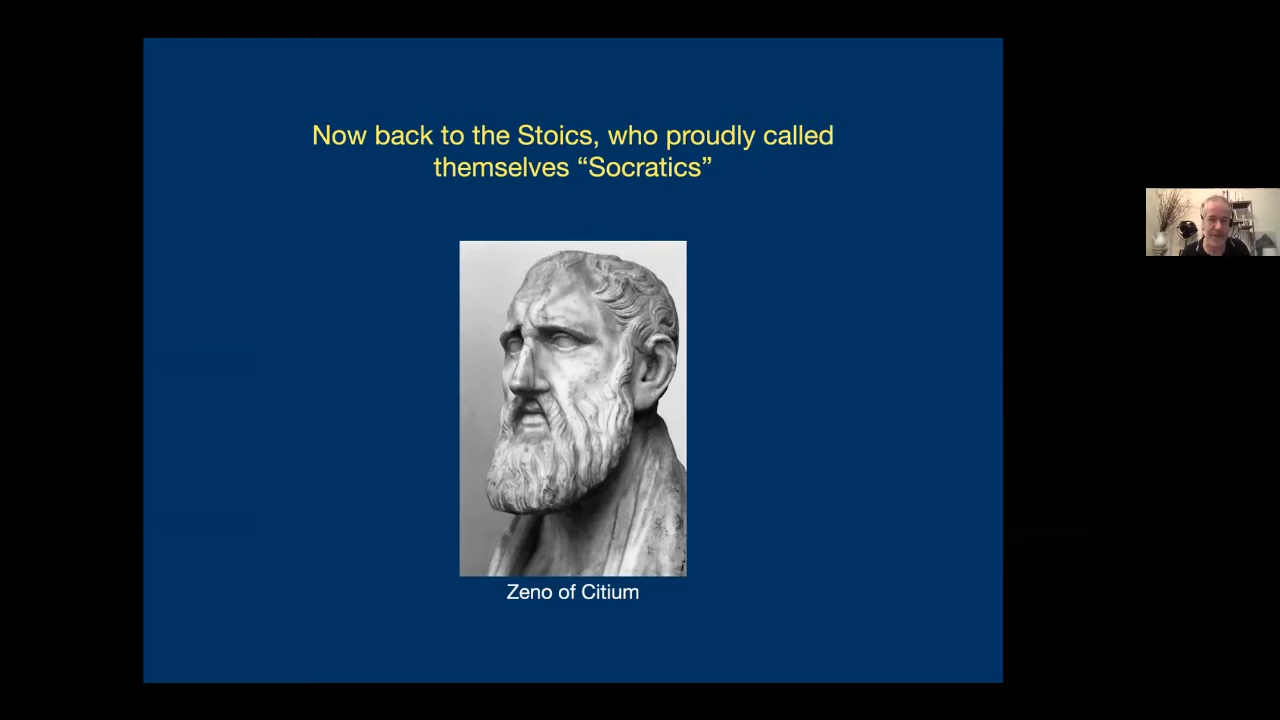 Now back to the Stoics, who proudly called
themselves “Socratics”
Zeno of Citium